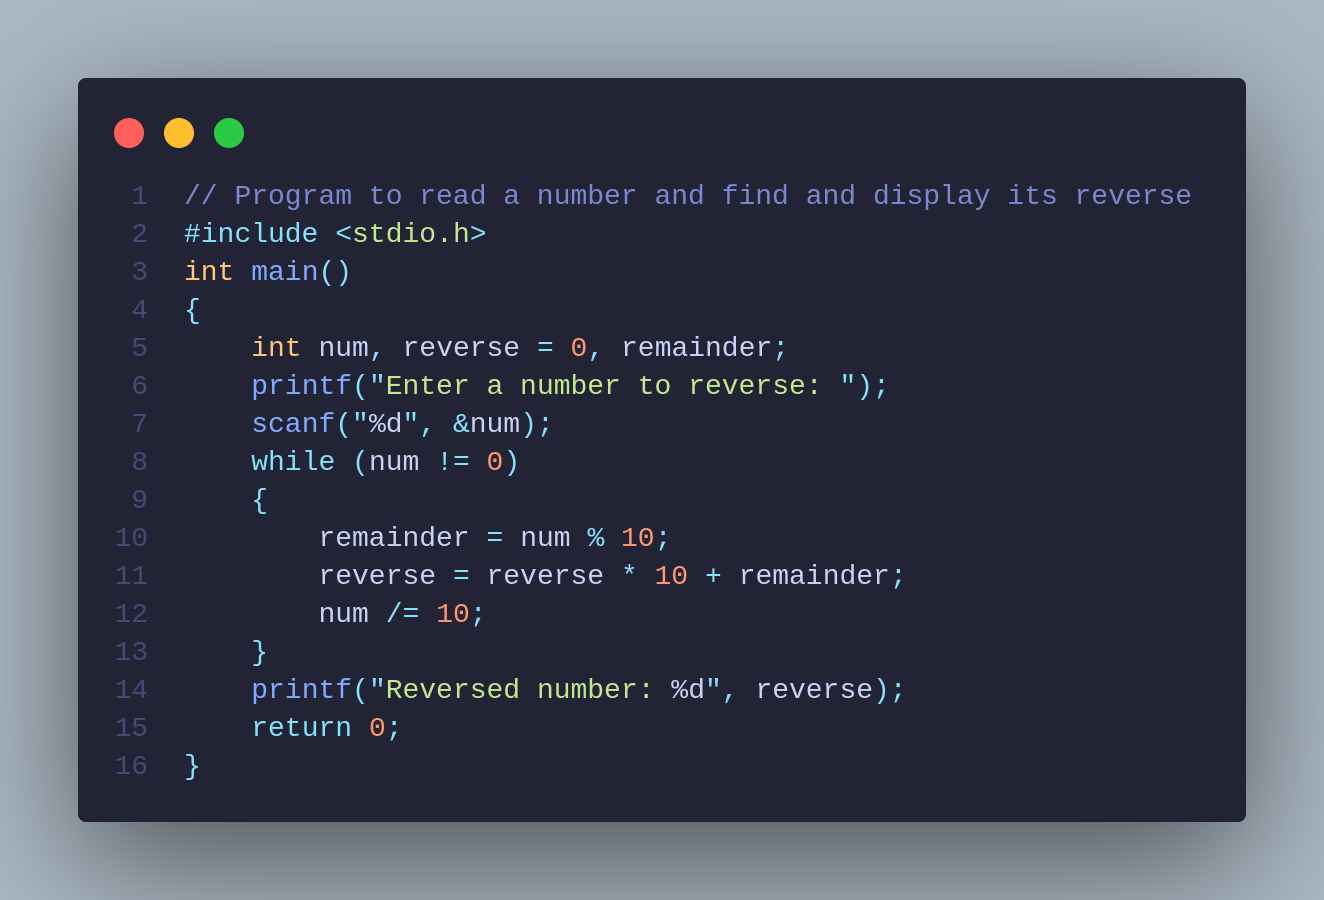 1 // Program to read a number and find and display its reverse
2 #include <stdio.h>
3 int main()
4 {
5     int num, reverse = 0, remainder;
6     printf("Enter a number to reverse: ");
7     scanf("%d", &num);
8     while (num != 0)
9     {
10         remainder = num % 10;
11         reverse = reverse * 10 + remainder;
12         num /= 10;
13     }
14     printf("Reversed number: %d", reverse);
15     return 0;
16 }